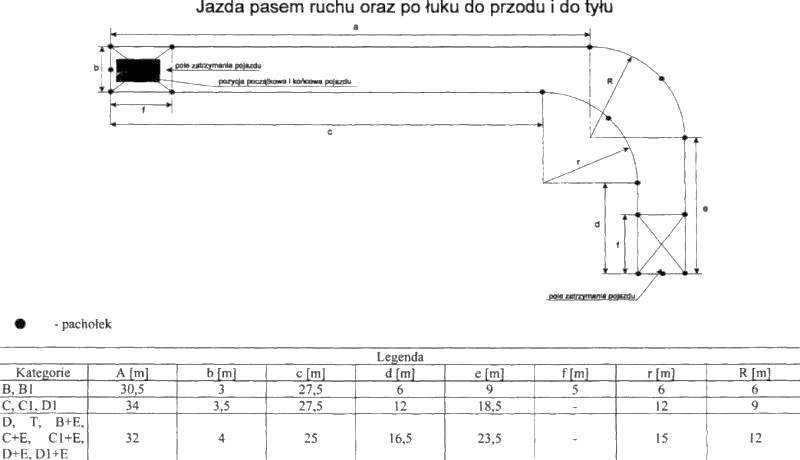 Jazda pasem ruchu oraz po łuku do przodu i do tyłu
a
b
pole zatrzymania pojazdu
pozycja początkowa i końcowa pojazdu
f
R
c
r
d
e
f
pole zatrzymania pojazdu
- pachołek
Legenda
Kategorie A [m] b [m] c [m] d [m] e [m] f [m] r [m] R [m]
B, B1 30,5 3 27,5 6 9 5 6 6
C, C1, D1 34 3,5 27,5 12 18,5 - 12 9
D, T, B+E,
C+E, C1+E, 32 4 25 16,5 23,5 - 15 12
D+E, D1+E